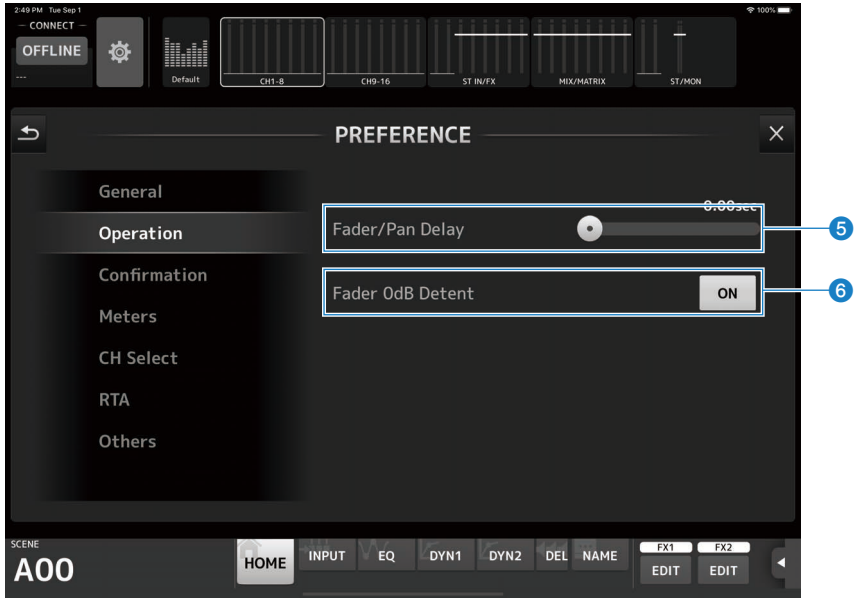 2:49 PM Tue Sep 1
100%
CONNECT
OFFLINE
---
Default
CH1-8
CH9-16
ST IN/FX
MIX/MATRIX
ST/MON
PREFERENCE
General
Operation
Confirmation
Meters
CH Select
RTA
Others
0.00sec
Fader/Pan Delay
5
Fader 0dB Detent
ON
6
SCENE
A00
HOME
INPUT
EQ
DYN1
DYN2
DEL
NAME
FX1
EDIT
FX2
EDIT